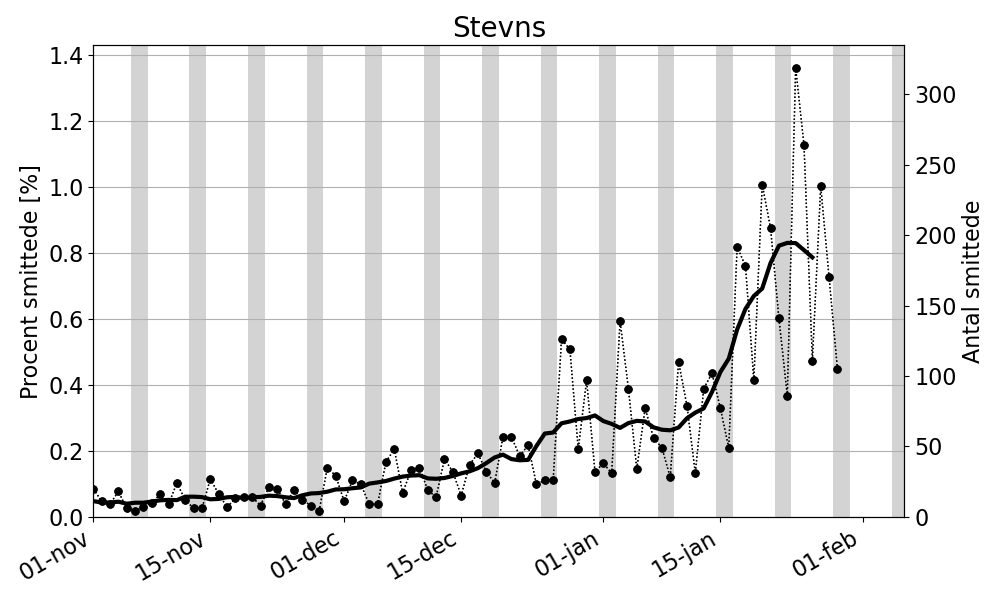 Stevns
Procent smittede [%]
1.4
1.2
1.0
0.8
0.6
0.4
0.2
0.0
300
250
200
150
100
50
0
Antal smittede
01-nov
15-nov
01-dec
15-dec
01-jan
15-jan
01-feb